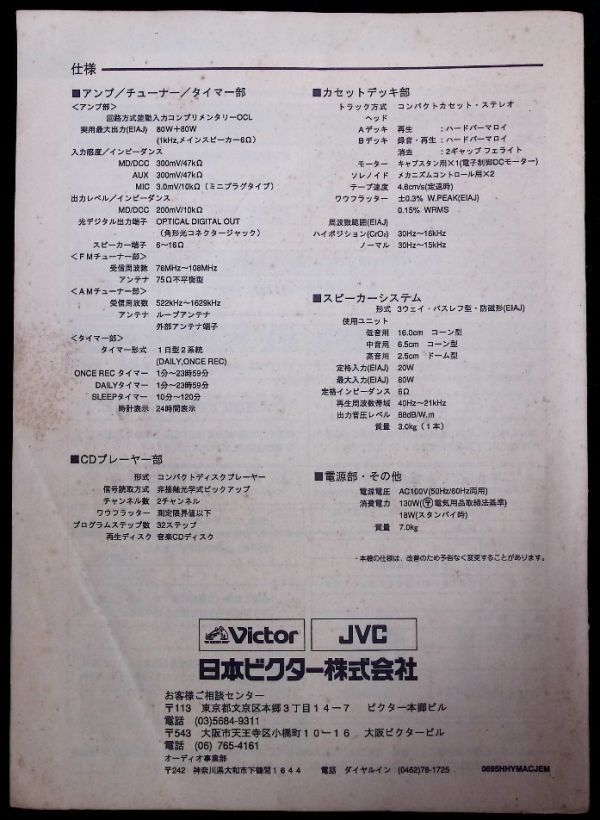 仕様
■アンプ／チューナー／タイマー部
<アンプ部>
回路方式 差動入力コンプリメンタリーOCL
実用最大出力(EIAJ) 80W＋80W
(1kHz,メインスピーカー6Ω)
入力感度／インピーダンス
MD/DCC 300mV/47kΩ
AUX 300mV/47kΩ
MIC 3.0mV/10kΩ（ミニプラグタイプ）
出力レベル／インピーダンス
MD/DCC 200mV/10kΩ
光デジタル出力端子 OPTICAL DIGITAL OUT
（角形光コネクタージャック）
スピーカー端子 6～16Ω
<FMチューナー部>
受信周波数 76MHz～108MHz
アンテナ 75Ω不平衡型
<AMチューナー部>
受信周波数 522kHz～1629kHz
アンテナ ループアンテナ
外部アンテナ端子
<タイマー部>
タイマー形式 1日型2系統
(DAILY,ONCE REC)
ONCE REC タイマー 1分～23時59分
DAILYタイマー 1分～23時59分
SLEEPタイマー 10分～120分
時計表示 24時間表示
■CDプレーヤー部
形式 コンパクトディスクプレーヤー
信号読取方式 非接触光学式ピックアップ
チャンネル数 2チャンネル
ワウフラッター 測定限界値以下
プログラムステップ数 32ステップ
再生ディスク 音楽CDディスク
■カセットデッキ部
トラック方式 コンパクトカセット・ステレオ
ヘッド
Aデッキ 再生 ：ハードパーマロイ
Bデッキ 録音・再生：ハードパーマロイ
消去 ：2ギャップ フェライト
モーター キャプスタン用×1(電子制御DCモーター)
ソレノイド メカニズムコントロール用×2
テープ速度 4.8cm/s(定速時)
ワウフラッター ±0.3% W.PEAK(EIAJ)
0.15% WRMS
周波数範囲(EIAJ)
ハイポジション(CrO₂) 30Hz～16kHz
ノーマル 30Hz～15kHz
■スピーカーシステム
形式 3ウェイ・バスレフ型・防磁形(EIAJ)
使用ユニット
低音用 16.0cm コーン型
中音用 6.5cm コーン型
高音用 2.5cm ドーム型
定格入力(EIAJ) 20W
最大入力(EIAJ) 80W
定格インピーダンス 6Ω
再生周波数帯域 40Hz～21kHz
出力音圧レベル 88dB/W,m
質量 3.0kg（1本）
■電源部・その他
電源電圧 AC100V(50Hz/60Hz両用)
消費電力 130W(〒電気用品取締法基準)
18W(スタンバイ時)
質量 7.0kg
・本機の仕様は、改善のため予告なく変更することがあります。
Victor JVC
日本ビクター株式会社
お客様ご相談センター
〒113 東京都文京区本郷3丁目14－7 ビクター本郷ビル
電話 (03)5684-9311
〒543 大阪市天王寺区小橋町10－16 大阪ビクタービル
電話 (06) 765-4161
オーディオ事業部
〒242 神奈川県大和市下鶴間1644 電話 ダイヤルイン (0462)78-1725 0695HHYMACJEM